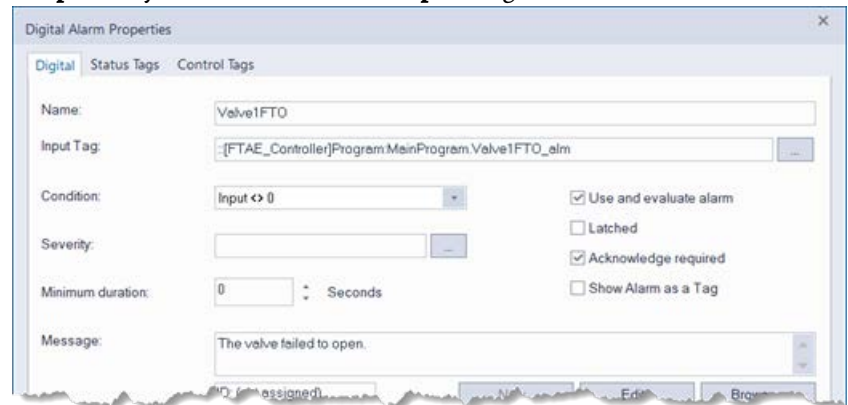 Digital Alarm Properties
Digital Status Tags Control Tags
Name: Valve1FTO
Input Tag: ::[FTAE_Controller]Program:MainProgram.Valve1FTO_alm ...
Condition: Input <> 0 Use and evaluate alarm
Latched
Severity: ... Acknowledge required
Minimum duration: 0 Seconds Show Alarm as a Tag
Message: The valve failed to open.
assigned)